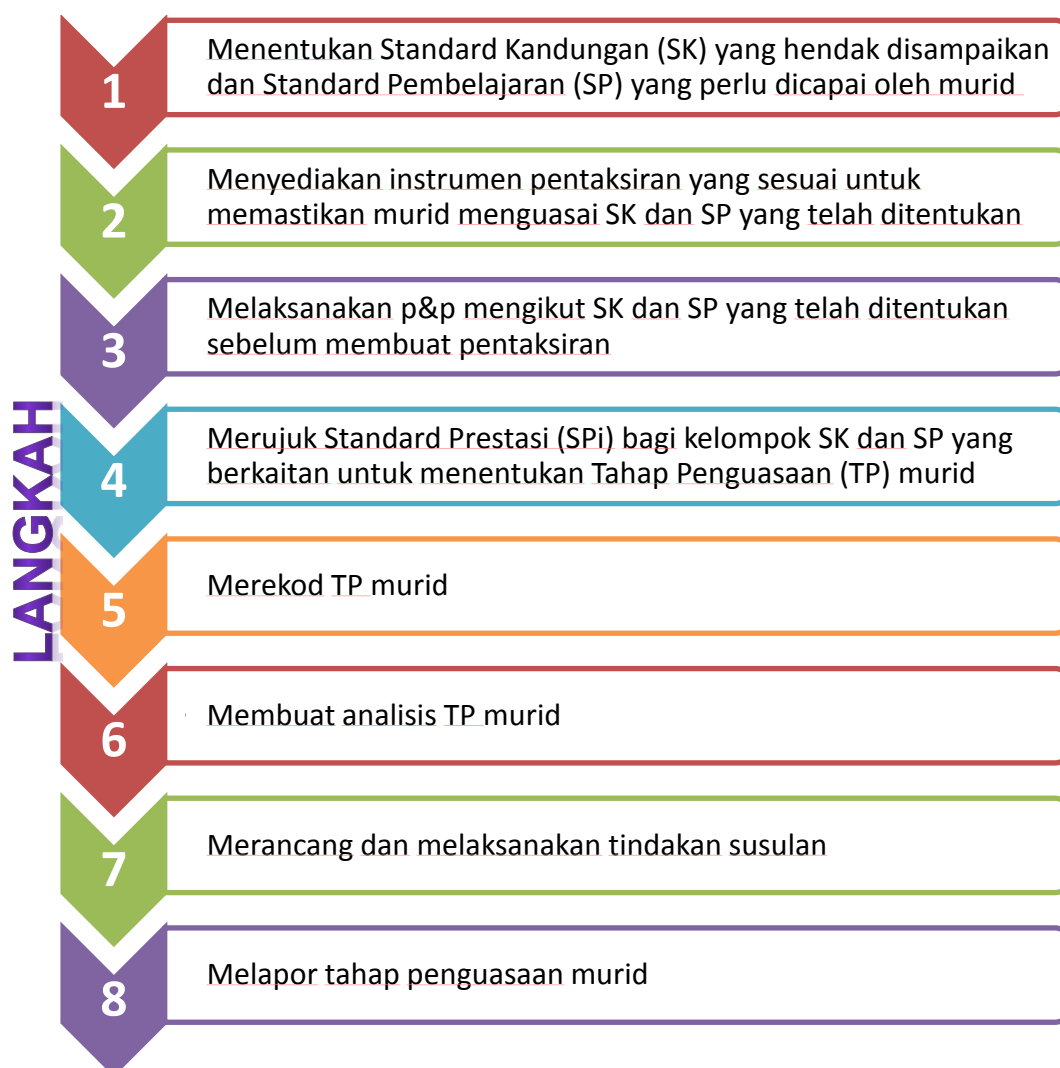 LANGKAH
1
Menentukan Standard Kandungan (SK) yang hendak disampaikan
dan Standard Pembelajaran (SP) yang perlu dicapai oleh murid
2
Menyediakan instrumen pentaksiran yang sesuai untuk
memastikan murid menguasai SK dan SP yang telah ditentukan
3
Melaksanakan p&p mengikut SK dan SP yang telah ditentukan
sebelum membuat pentaksiran
4
Merujuk Standard Prestasi (SPi) bagi kelompok SK dan SP yang
berkaitan untuk menentukan Tahap Penguasaan (TP) murid
5
Merekod TP murid
6
Membuat analisis TP murid
7
Merancang dan melaksanakan tindakan susulan
8
Melapor tahap penguasaan murid